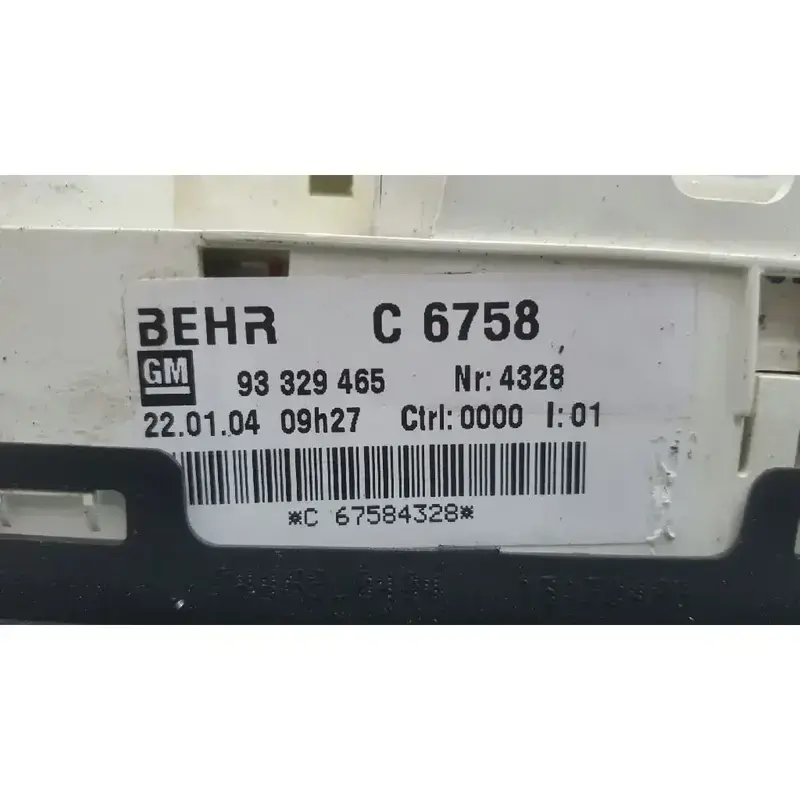 BEHR C 6758
GM 93 329 465 Nr: 4328
22.01.04 09h27 Ctrl: 0000 I: 01
*C 67584328*